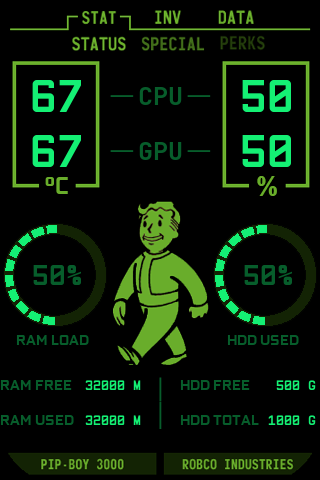 STAT INV DATA
STATUS SPECIAL PERKS
67 CPU 50
67 GPU 50
ºC %
50% 50%
RAM LOAD HDD USED
RAM FREE 32000 M HDD FREE 500 G
RAM USED 32000 M HDD TOTAL 1000 G
PIP-BOY 3000 ROBCO INDUSTRIES